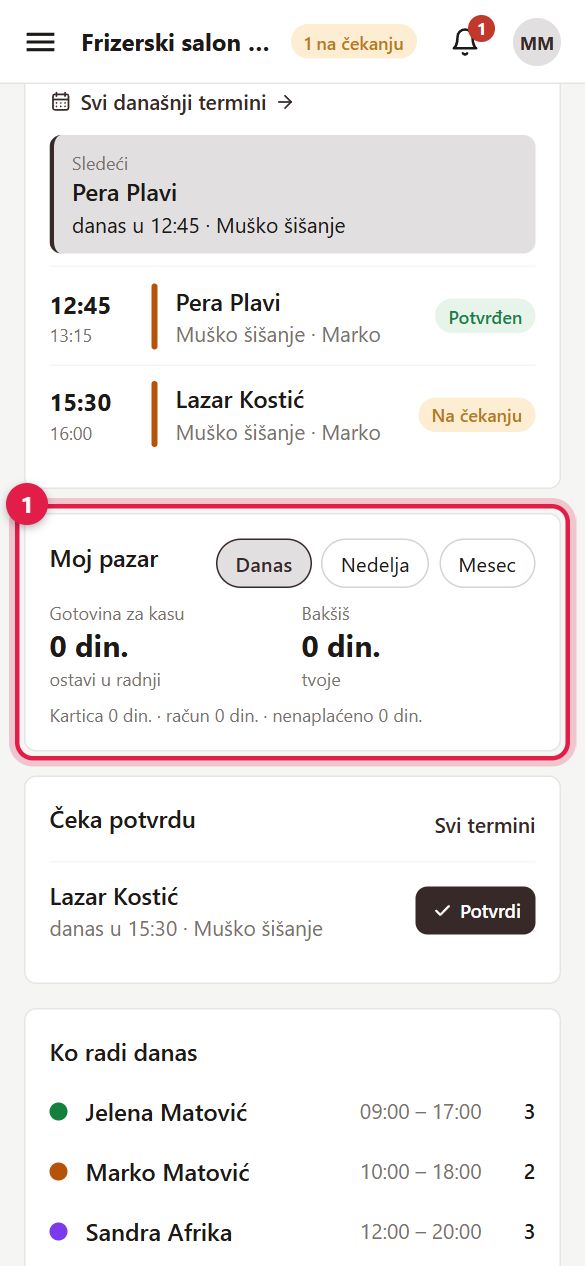 Frizerski salon ...
1 na čekanju
1
MM
Svi današnji termini →
Sledeći
Pera Plavi
danas u 12:45 · Muško šišanje
12:45
13:15
Pera Plavi
Muško šišanje · Marko
Potvrđen
15:30
16:00
Lazar Kostić
Muško šišanje · Marko
Na čekanju
1
Moj pazar
Danas
Nedelja
Mesec
Gotovina za kasu
0 din.
ostavi u radnji
Bakšiš
0 din.
tvoje
Kartica 0 din. · račun 0 din. · nenaplaćeno 0 din.
Čeka potvrdu
Svi termini
Lazar Kostić
danas u 15:30 · Muško šišanje
Potvrdi
Ko radi danas
Jelena Matović 09:00 – 17:00 3
Marko Matović 10:00 – 18:00 2
Sandra Afrika 12:00 – 20:00 3